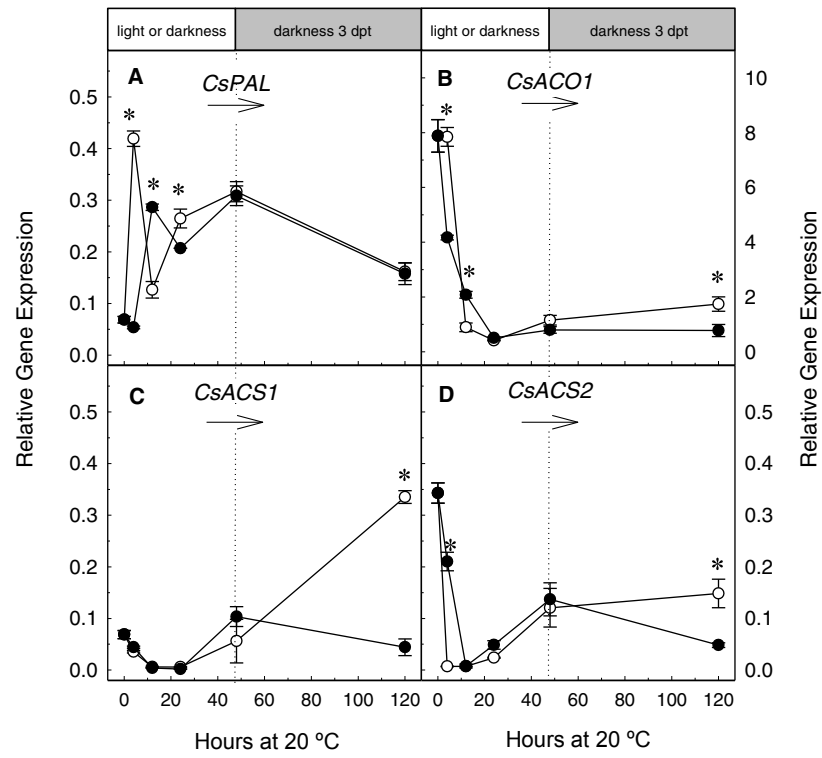 light or darkness
darkness 3 dpt
light or darkness
darkness 3 dpt
A
CsPAL
*
*
*
0.5
0.4
0.3
0.2
0.1
0.0
B
CsACO1
*
*
*
10
8
6
4
2
0
Relative Gene Expression
Relative Gene Expression
C
CsACS1
*
0.5
0.4
0.3
0.2
0.1
0.0
D
CsACS2
*
*
0.5
0.4
0.3
0.2
0.1
0.0
0 20 40 60 80 100 120
0 20 40 60 80 100 120
Hours at 20 ºC
Hours at 20 ºC